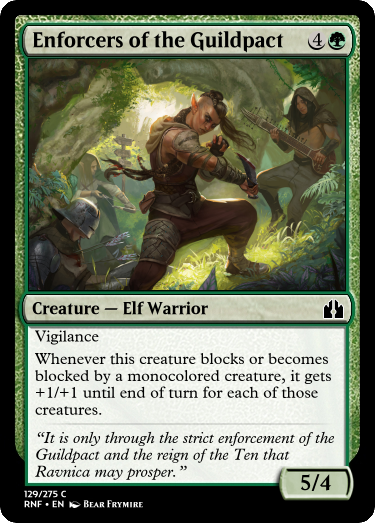 Enforcers of the Guildpact 4
Creature — Elf Warrior
Vigilance
Whenever this creature blocks or becomes
blocked by a monocolored creature, it gets
+1/+1 until end of turn for each of those
creatures.
“It is only through the strict enforcement of the
Guildpact and the reign of the Ten that
Ravnica may prosper.”
5/4
129/275 C
RNF • EN Bear Frymire